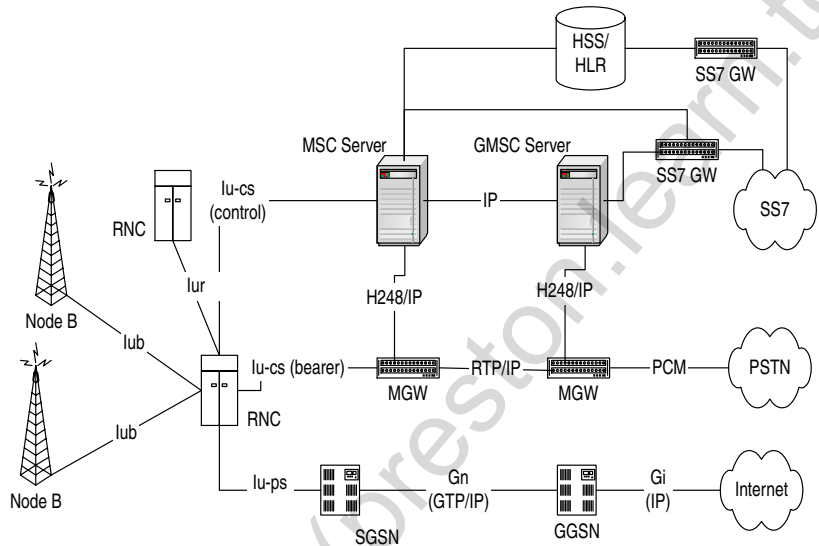 HSS/
HLR
SS7 GW
MSC Server
GMSC Server
SS7 GW
Iu-cs
(control)
IP
SS7
RNC
Iur
H248/IP
H248/IP
Node B
Iub
Iu-cs (bearer)
RTP/IP
PCM
PSTN
MGW
MGW
RNC
Iub
Node B
Iu-ps
Gn
(GTP/IP)
Gi
(IP)
Internet
SGSN
GGSN
(preston.learn.t